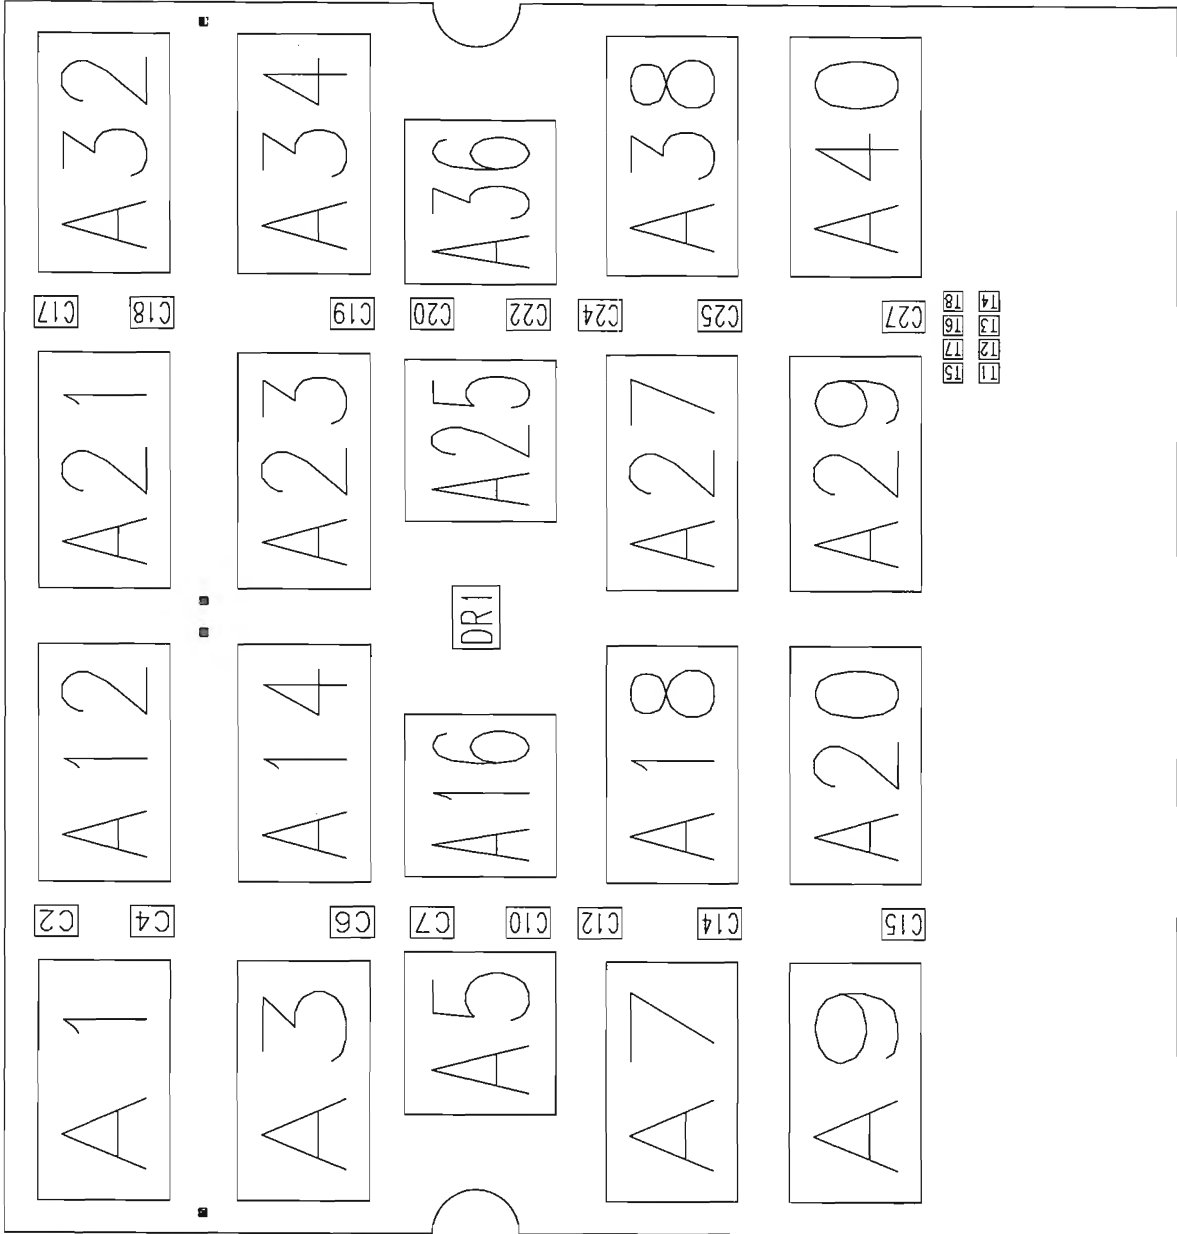 A32 A34 A36 A38 A40
C17 C18 C19 C20 C22 C24 C25 C27
T8 T4
T6 T3
T7 T2
T5 T1
A21 A23 A25 A27 A29
DR1
A12 A14 A16 A18 A20
C2 C4 C6 C7 C10 C12 C14 C15
A1 A3 A5 A7 A9